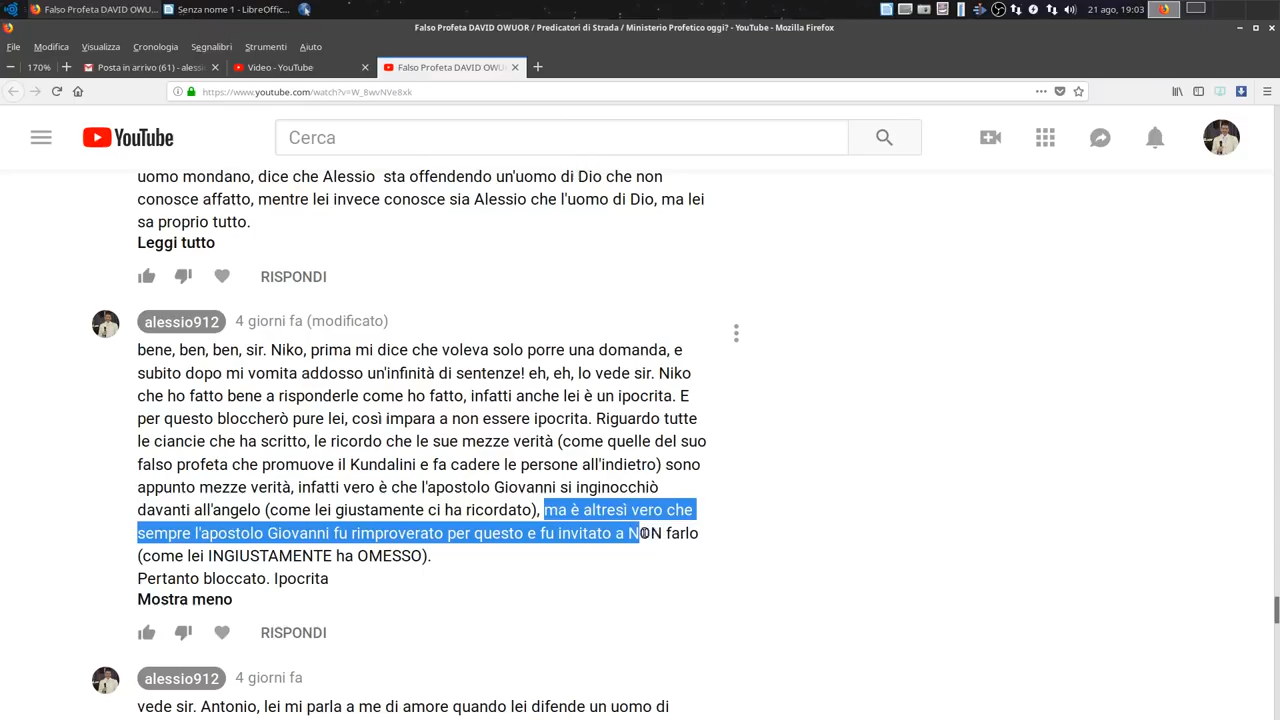 Falso Profeta DAVID OWU...
Senza nome 1 - LibreOffic...
21 ago, 19:03
Falso Profeta DAVID OWUOR / Predicatori di Strada / Ministerio Profetico oggi? - YouTube - Mozilla Firefox
File Modifica Visualizza Cronologia Segnalibri Strumenti Aiuto
170%
Posta in arrivo (61) - alessi
Video - YouTube
Falso Profeta DAVID OWU
https://www.youtube.com/watch?v=W_8wvNVe8xk
YouTube
Cerca
uomo mondano, dice che Alessio sta offendendo un'uomo di Dio che non
conosce affatto, mentre lei invece conosce sia Alessio che l'uomo di Dio, ma lei
sa proprio tutto.
Leggi tutto
RISPONDI
alessio912 4 giorni fa (modificato)
bene, ben, ben, sir. Niko, prima mi dice che voleva solo porre una domanda, e
subito dopo mi vomita addosso un'infinità di sentenze! eh, eh, lo vede sir. Niko
che ho fatto bene a risponderle come ho fatto, infatti anche lei è un ipocrita. E
per questo bloccherò pure lei, così impara a non essere ipocrita. Riguardo tutte
le ciancie che ha scritto, le ricordo che le sue mezze verità (come quelle del suo
falso profeta che promuove il Kundalini e fa cadere le persone all'indietro) sono
appunto mezze verità, infatti vero è che l'apostolo Giovanni si inginocchiò
davanti all'angelo (come lei giustamente ci ha ricordato), ma è altresì vero che
sempre l'apostolo Giovanni fu rimproverato per questo e fu invitato a NON farlo
(come lei INGIUSTAMENTE ha OMESSO).
Pertanto bloccato. Ipocrita
Mostra meno
RISPONDI
alessio912 4 giorni fa
vede sir. Antonio, lei mi parla a me di amore quando lei difende un uomo di